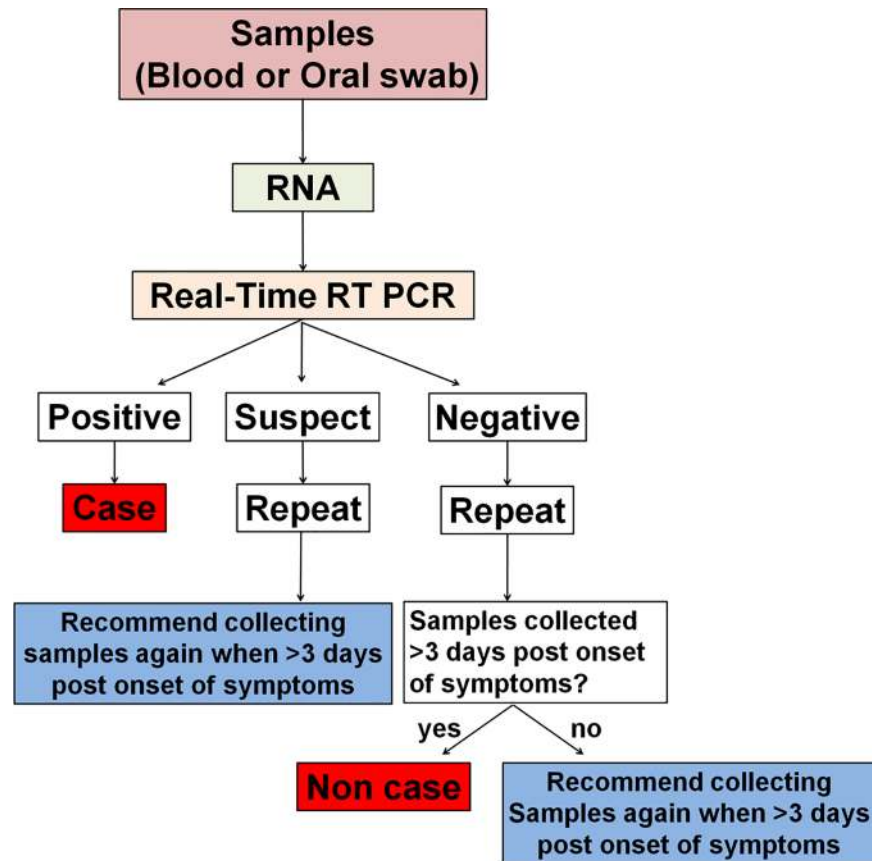 Samples
(Blood or Oral swab)
RNA
Real-Time RT PCR
Positive
Suspect
Negative
Case
Repeat
Repeat
Recommend collecting
samples again when >3 days
post onset of symptoms
Samples collected
>3 days post onset
of symptoms?
yes
no
Non case
Recommend collecting
Samples again when >3 days
post onset of symptoms